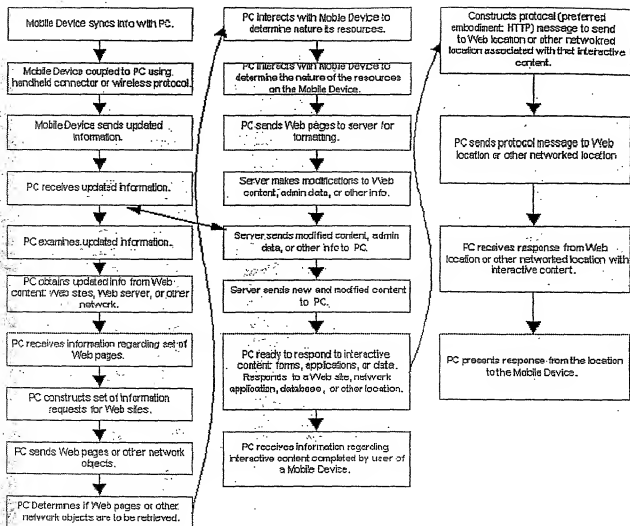 Mobile Device syncs info with PC.
Mobile Device coupled to PC using
handheld connector or wireless protocol.
Mobile Device sends updated
information.
PC receives updated information.
PC examines updated information.
PC obtains updated info from Web
content: Web sites, Web server, or other
network.
PC receives information regarding set of
Web pages.
PC constructs set of information
requests for Web sites.
PC sends Web pages or other network
objects.
PC Determines if Web pages or other
network objects are to be retrieved.
PC interacts with Mobile Device to
determine nature its resources.
PC interacts with Mobile Device to
determine the nature of the resources
on the Mobile Device.
PC sends Web pages to server for
formatting.
Server makes modifications to Web
content, admin data, or other info.
Server sends modified content, admin
data, or other info to PC.
Server sends new and modified content
to PC.
PC ready to respond to interactive
content: forms, applications, or data.
Responds to a Web site, network
application, database, or other location.
PC receives information regarding
interactive content completed by user of
a Mobile Device.
Constructs protocol (preferred
embodiment: HTTP) message to send
to Web location or other networked
location associated with that interactive
content.
PC sends protocol message to Web
location or other networked location
PC receives response from Web
location or other networked location with
interactive content.
PC presents response from the location
to the Mobile Device.